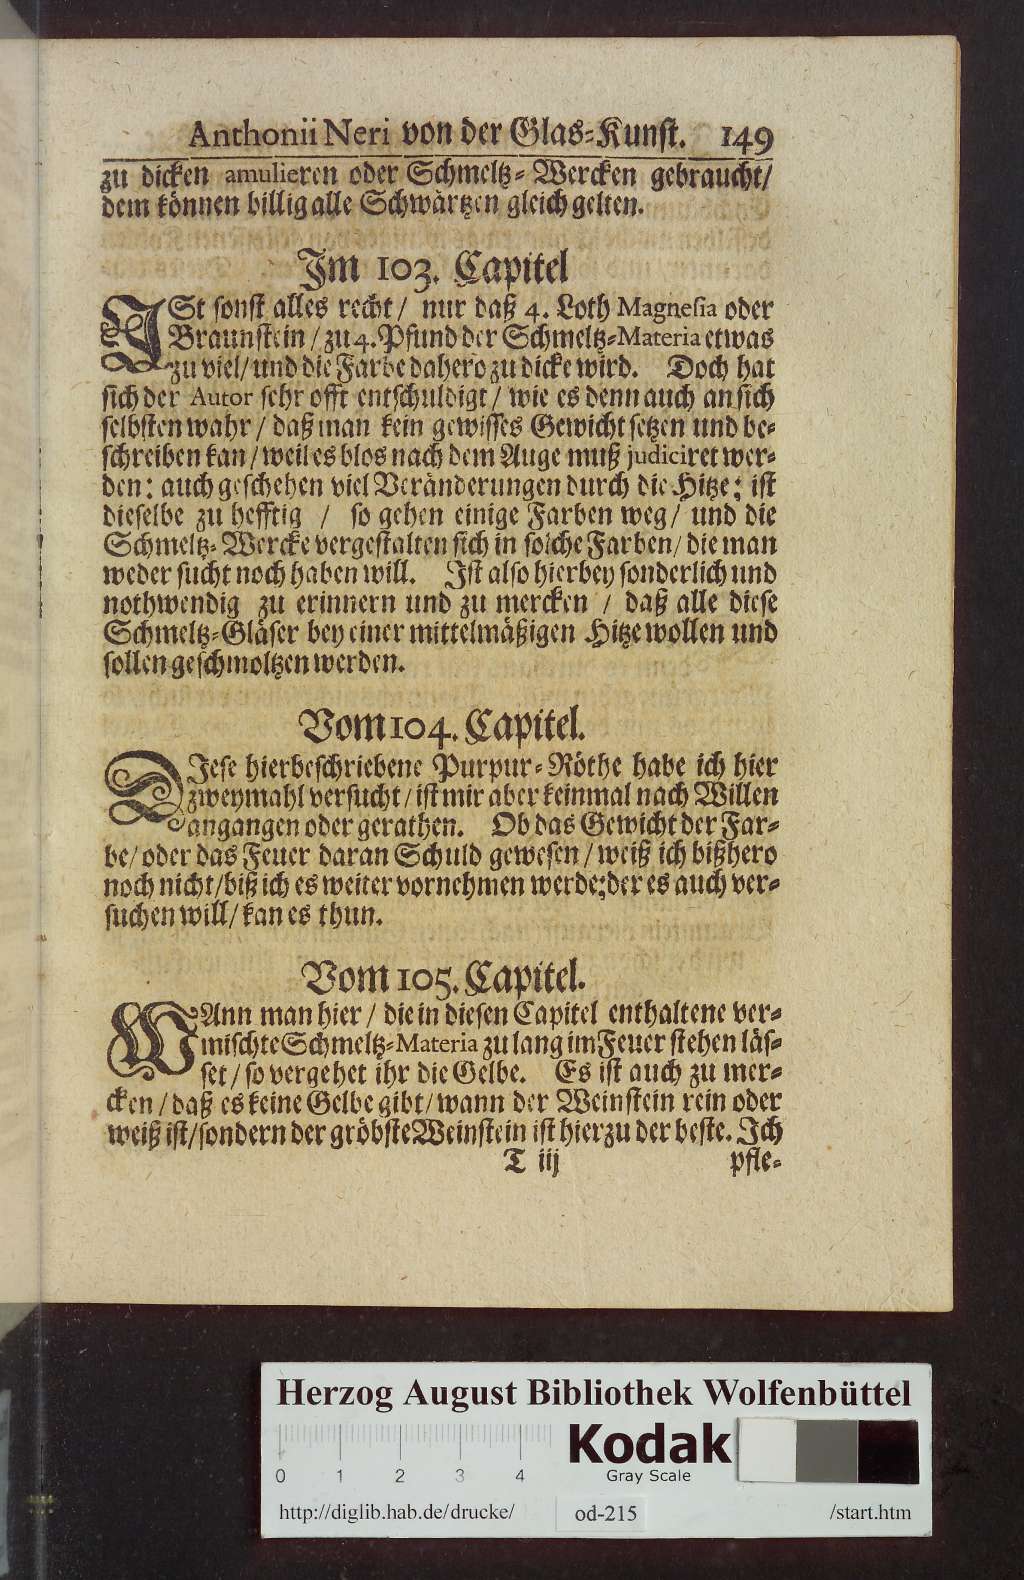 Anthonii Neri von der Glas-Kunst. 149
zu dicken amulieren oder Schmeltz-Wercken gebraucht/
dem können billig alle Schwärtzen gleich gelten.
Im 103. Capitel
ISt sonst alles recht/ nur daß 4. Loth Magnesia oder
Braunstein/ zu 4. Pfund der Schmeltz-Materia etwas
zu viel/ und die Farbe dahero zu dicke wird. Doch hat
sich der Autor sehr offt entschuldigt/ wie es denn auch an sich
selbsten wahr/ daß man kein gewisses Gewicht setzen und be-
schreiben kan/ weil es blos nach dem Auge muß judiciret wer-
den: auch geschehen viel Veränderungen durch die Hitze; ist
dieselbe zu hefftig / so gehen einige Farben weg/ und die
Schmeltz-Wercke vergestalten sich in solche Farben/ die man
weder sucht noch haben will. Ist also hierbey sonderlich und
nothwendig zu erinnern und zu mercken / daß alle diese
Schmeltz-Gläser bey einer mittelmäßigen Hitze wollen und
sollen geschmoltzen werden.
Vom 104. Capitel.
DIese hierbeschriebene Purpur-Röthe habe ich hier
zweymahl versucht/ ist mir aber keinmal nach Willen
angangen oder gerathen. Ob das Gewicht der Far-
be/ oder das Feuer daran Schuld gewesen/ weiß ich bißhero
noch nicht/ biß ich es weiter vornehmen werde; der es auch ver-
suchen will/ kan es thun.
Vom 105. Capitel.
WAnn man hier/ die in diesen Capitel enthaltene ver-
mischte Schmeltz-Materia zu lang im Feuer stehen läs-
set/ so vergehet ihr die Gelbe. Es ist auch zu mer-
cken/ daß es keine Gelbe gibt/ wann der Weinstein rein oder
weiß ist/ sondern der gröbste Weinstein ist hierzu der beste. Ich
T iij pfle-
Herzog August Bibliothek Wolfenbüttel
Kodak
0 1 2 3 4 Gray Scale
http://diglib.hab.de/drucke/ od-215 /start.htm